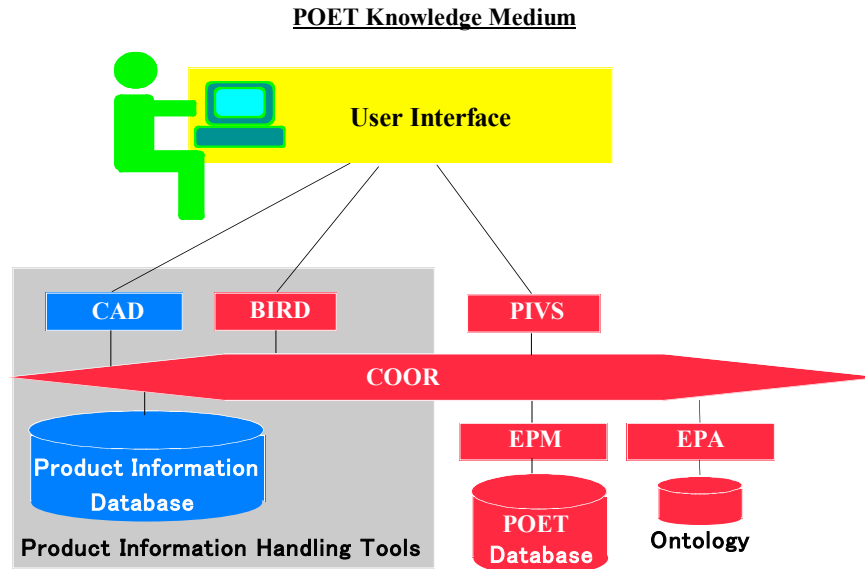 POET Knowledge Medium
User Interface
CAD
BIRD
PIVS
COOR
EPM
EPA
Product Information
Database
POET
Database
Ontology
Product Information Handling Tools